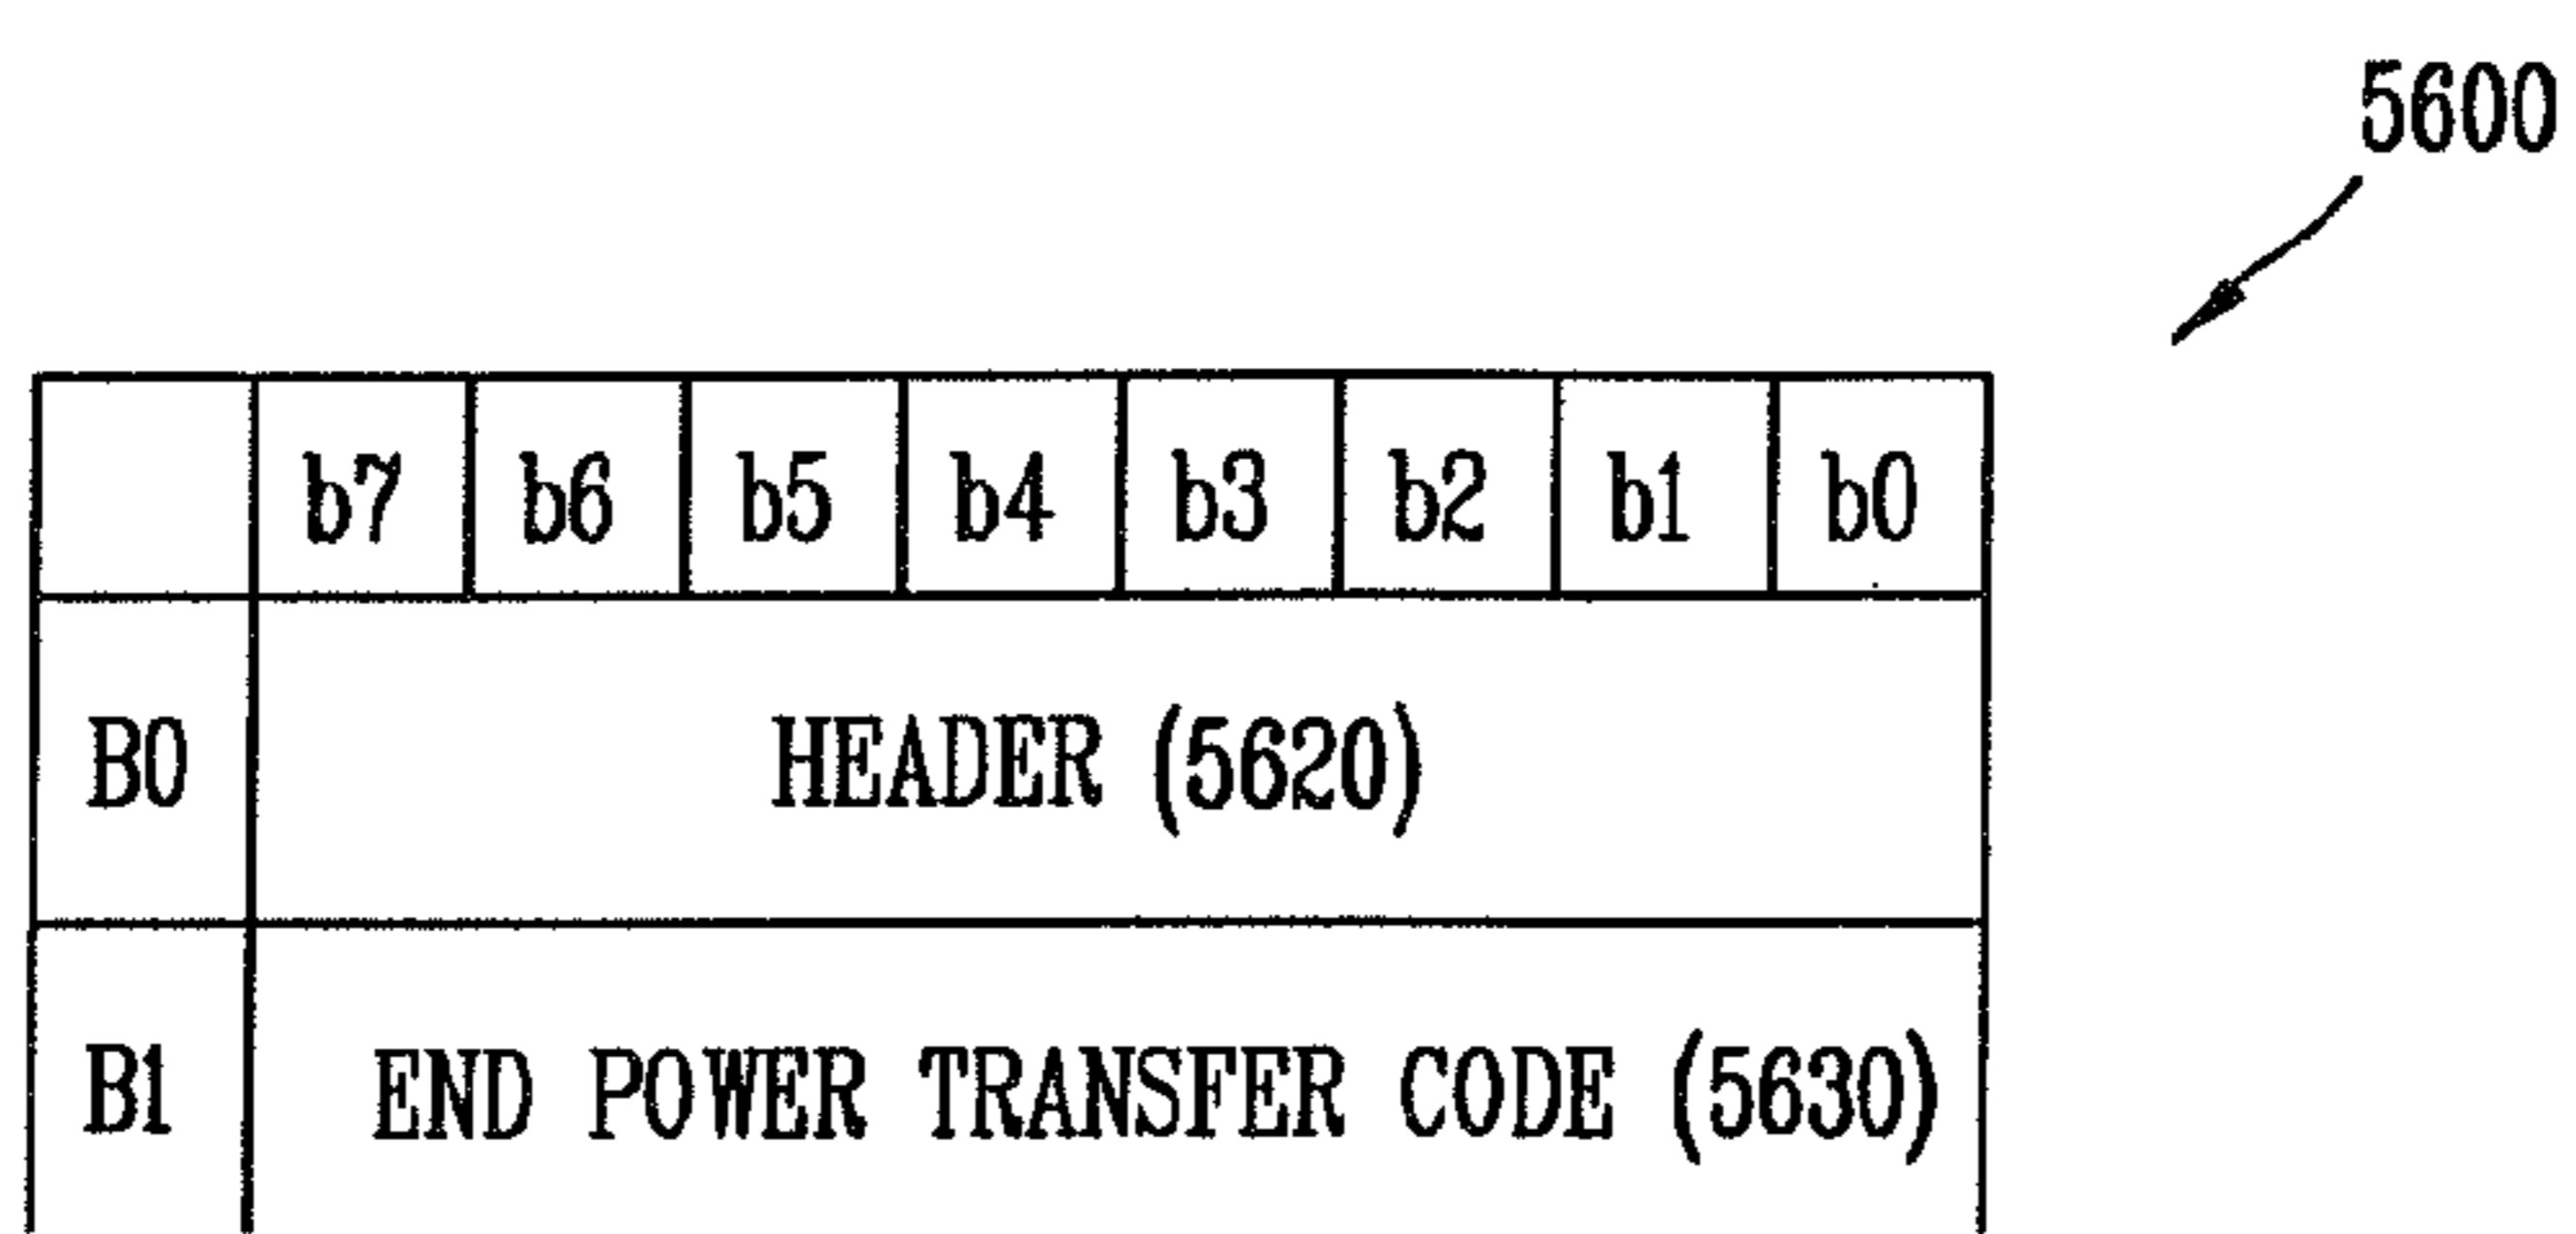 5600
b7 b6 b5 b4 b3 b2 b1 b0
B0 HEADER (5620)
B1 END POWER TRANSFER CODE (5630)